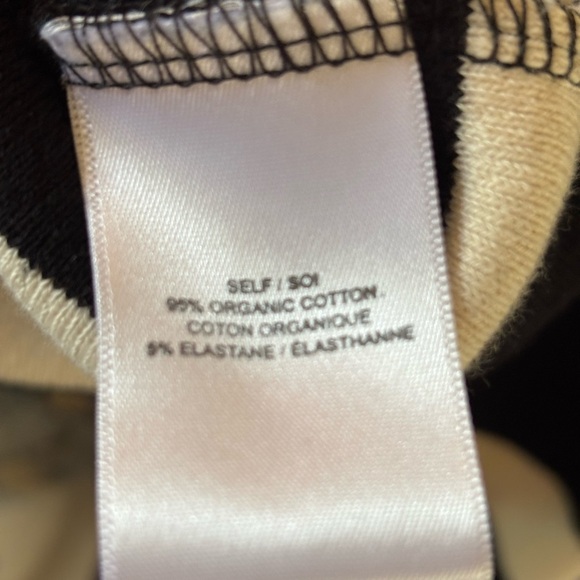 SELF / SOI
95% ORGANIC COTTON
COTON ORGANIQUE
5% ELASTANE / ÉLASTHANNE